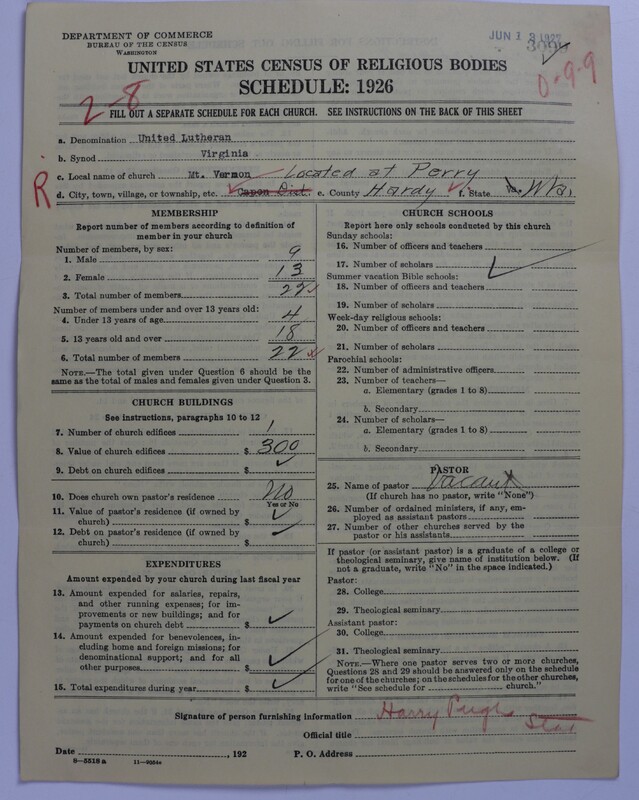 DEPARTMENT OF COMMERCE
BUREAU OF THE CENSUS
WASHINGTON
JUN 13 1927
3090
UNITED STATES CENSUS OF RELIGIOUS BODIES
SCHEDULE: 1926
0-9-9
2-8
FILL OUT A SEPARATE SCHEDULE FOR EACH CHURCH. SEE INSTRUCTIONS ON THE BACK OF THIS SHEET
a. Denomination United Lutheran
b. Synod Virginia
c. Local name of church Mt. Vernon Located at Perry
R
d. City, town, village, or township, etc. Capon Dist. e. County Hardy f. State Va. W Va.
MEMBERSHIP
Report number of members according to definition of
member in your church
Number of members, by sex:
1. Male 9
2. Female 13
3. Total number of members 22
Number of members under and over 13 years old:
4. Under 13 years of age 4
5. 13 years old and over 18
6. Total number of members 22
NOTE.—The total given under Question 6 should be
the same as the total of males and females given under Question 3.
CHURCH BUILDINGS
See instructions, paragraphs 10 to 12
7. Number of church edifices 1
8. Value of church edifices $ 300
9. Debt on church edifices $
10. Does church own pastor's residence No
Yes or No
11. Value of pastor's residence (if owned by
church) $
12. Debt on pastor's residence (if owned by
church) $
EXPENDITURES
Amount expended by your church during last fiscal year
13. Amount expended for salaries, repairs,
and other running expenses; for im-
provements or new buildings; and for
payments on church debt $
14. Amount expended for benevolences, in-
cluding home and foreign missions; for
denominational support; and for all
other purposes $
15. Total expenditures during year $
CHURCH SCHOOLS
Report here only schools conducted by this church
Sunday schools:
16. Number of officers and teachers
17. Number of scholars
Summer vacation Bible schools:
18. Number of officers and teachers
19. Number of scholars
Week-day religious schools:
20. Number of officers and teachers
21. Number of scholars
Parochial schools:
22. Number of administrative officers
23. Number of teachers—
a. Elementary (grades 1 to 8)
b. Secondary
24. Number of scholars—
a. Elementary (grades 1 to 8)
b. Secondary
PASTOR
25. Name of pastor Vacant
(If church has no pastor, write "None")
26. Number of ordained ministers, if any, em-
ployed as assistant pastors
27. Number of other churches served by the
pastor or his assistants
If pastor (or assistant pastor) is a graduate of a college or
theological seminary, give name of institution below. (If
not a graduate, write "No" in the space indicated.)
Pastor:
28. College
29. Theological seminary
Assistant pastor:
30. College
31. Theological seminary
NOTE.—Where one pastor serves two or more churches,
Questions 28 and 29 should be answered only on the schedule
for one of the churches; on the schedules for the other churches,
write "See schedule for church."
Signature of person furnishing information Harry Pugh
Official title
Date , 192 P. O. Address
8—5518 a 11—9054c